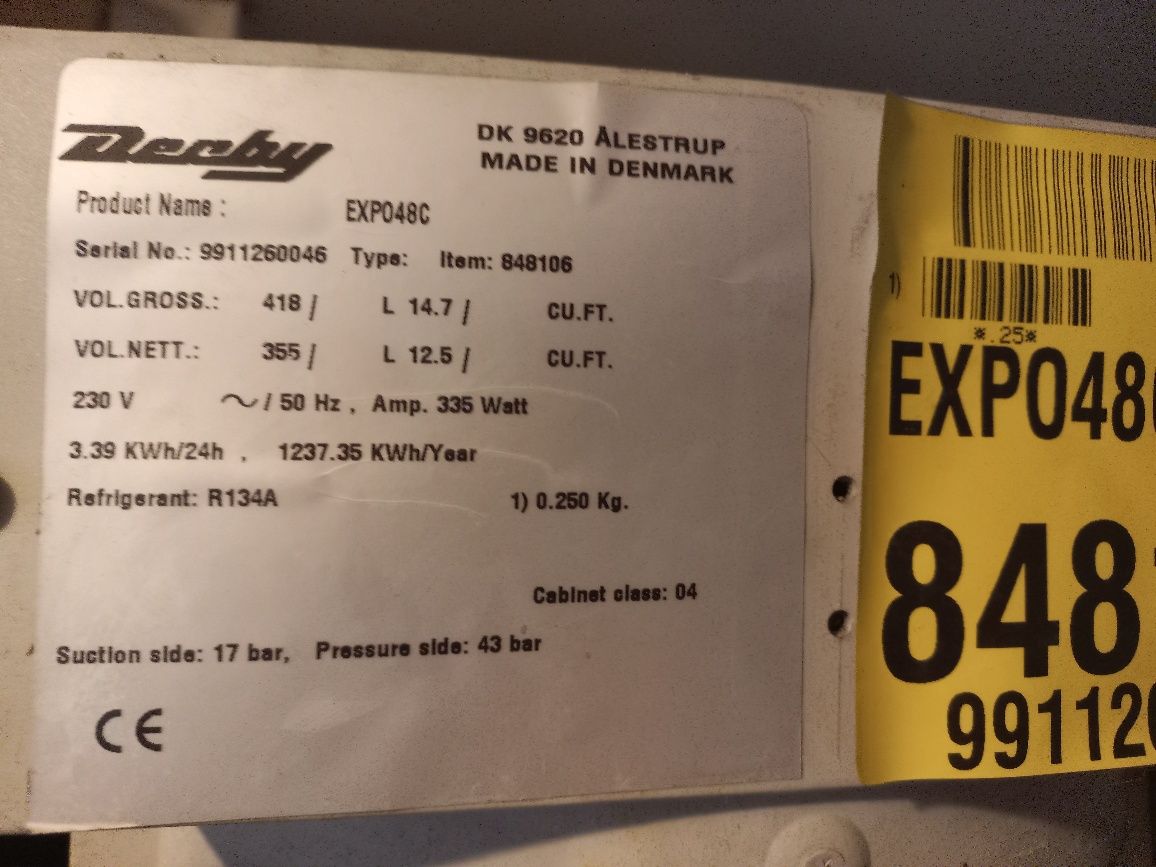 Derby
DK 9620 ÅLESTRUP
MADE IN DENMARK
Product Name : EXPO48C
Serial No.: 9911260046 Type: Item: 848106
VOL.GROSS.: 418 / L 14.7 / CU.FT.
VOL.NETT.: 355 / L 12.5 / CU.FT.
230 V ~ / 50 Hz , Amp. 335 Watt
3.39 KWh/24h , 1237.35 KWh/Year
Refrigerant: R134A 1) 0.250 Kg.
Cabinet class: 04
Suction side: 17 bar, Pressure side: 43 bar
CE
1)
*.25*
EXPO48
848
99112